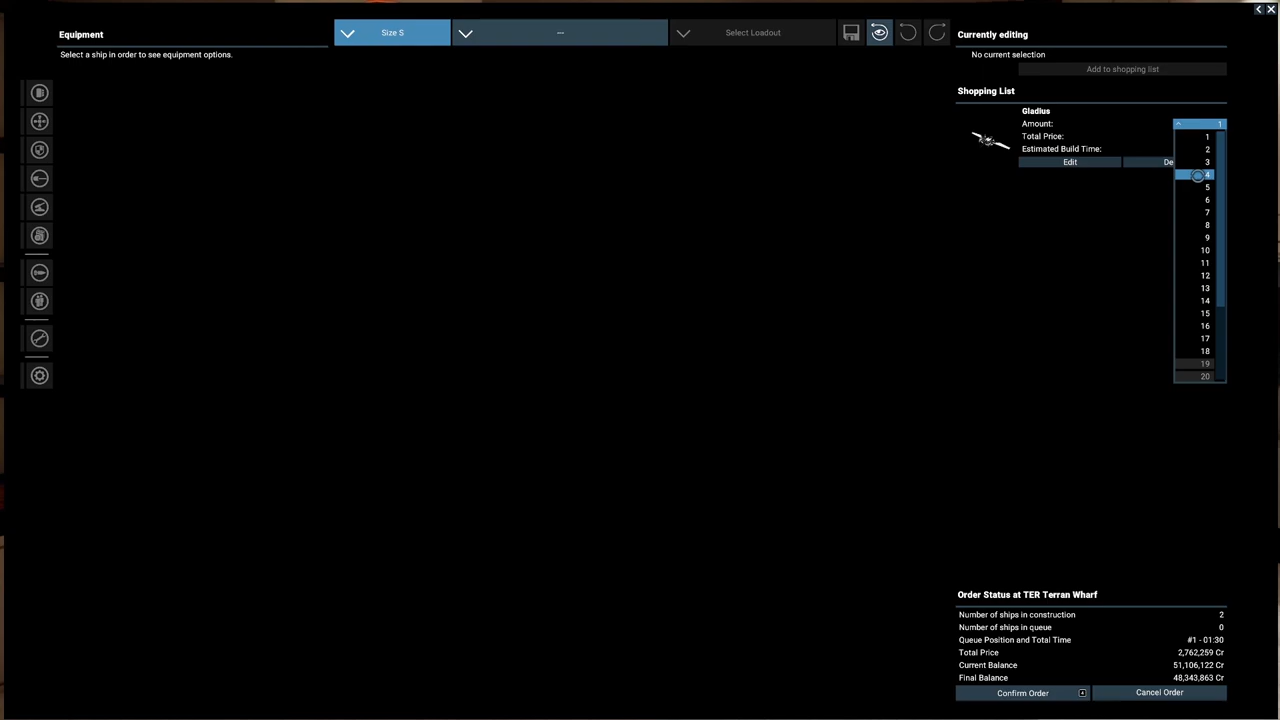 Equipment
Select a ship in order to see equipment options.
Size S
---
Select Loadout
Currently editing
No current selection
Add to shopping list
Shopping List
Gladius
Amount:
1
Total Price:
Estimated Build Time:
Edit
De
1
2
3
4
5
6
7
8
9
10
11
12
13
14
15
16
17
18
19
20
Order Status at TER Terran Wharf
Number of ships in construction 2
Number of ships in queue 0
Queue Position and Total Time #1 - 01:30
Total Price 2,762,259 Cr
Current Balance 51,106,122 Cr
Final Balance 48,343,863 Cr
Confirm Order
Cancel Order